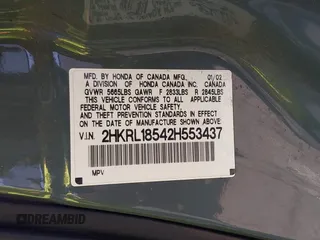 MFD. BY HONDA OF CANADA MFG. 01/02
A DIVISION OF HONDA CANADA INC. CANADA
GVWR 5665LBS GAWR F 2833LBS R 2845LBS
THIS VEHICLE CONFORMS TO ALL APPLICABLE
FEDERAL MOTOR VEHICLE SAFETY AND
THEFT PREVENTION STANDARDS IN EFFECT ON THE
DATE OF MANUFACTURE SHOWN ABOVE.
V.I.N. 2HKRL18542H553437
MPV
DREAMBID